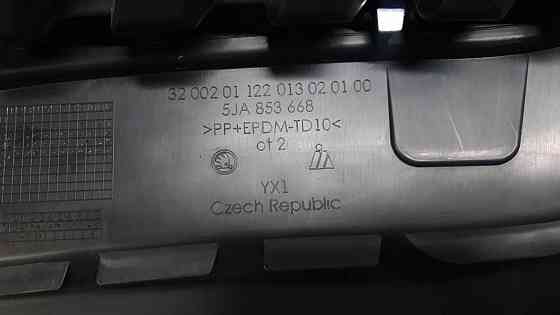 32 002 01 122 013 02 01 00
5JA 853 668
>PP+EPDM-TD10<
of 2
YX1
Czech Republic